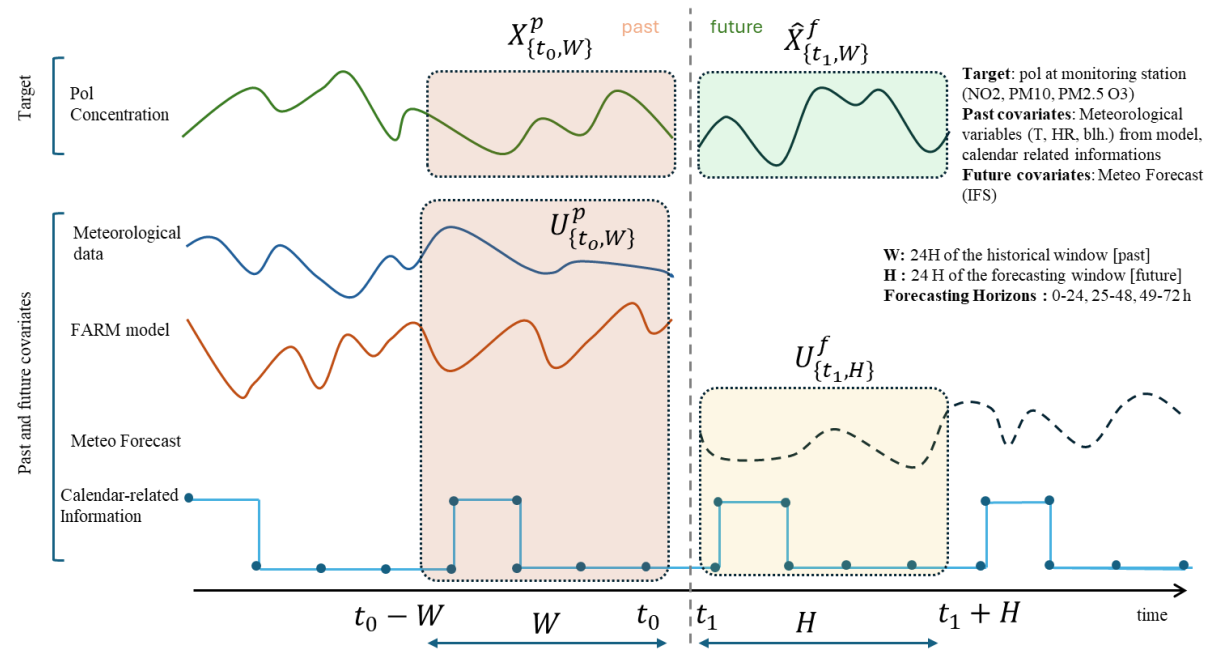 past
future
X^p_{t_0,W}
X̂^f_{t_1,W}
Target
Pol
Concentration
Target: pol at monitoring station
(NO2, PM10, PM2.5 O3)
Past covariates: Meteorological
variables (T, HR, blh.) from model,
calendar related informations
Future covariates: Meteo Forecast
(IFS)
Past and future covariates
Meteorological
data
U^p_{t_o,W}
W: 24H of the historical window [past]
H : 24 H of the forecasting window [future]
Forecasting Horizons : 0-24, 25-48, 49-72 h
FARM model
U^f_{t_1,H}
Meteo Forecast
Calendar-related
Information
t_0 − W
W
t_0
t_1
H
t_1 + H
time